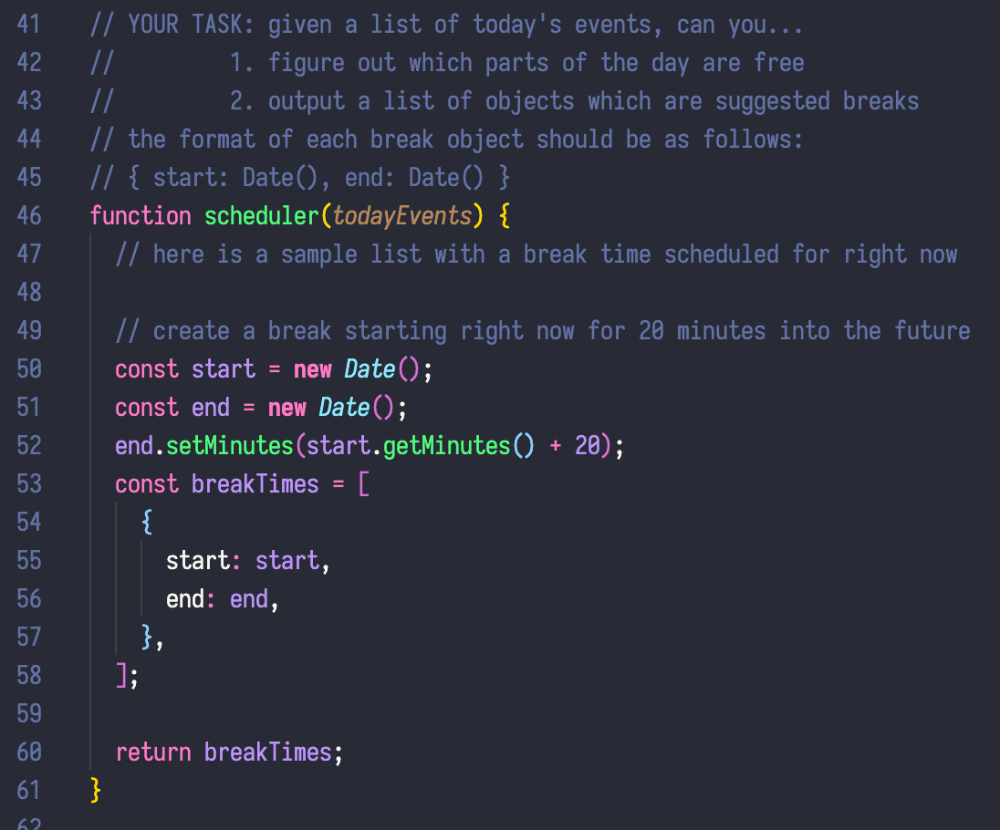 41 // YOUR TASK: given a list of today's events, can you...
42 //         1. figure out which parts of the day are free
43 //         2. output a list of objects which are suggested breaks
44 // the format of each break object should be as follows:
45 // { start: Date(), end: Date() }
46 function scheduler(todayEvents) {
47   // here is a sample list with a break time scheduled for right now
48
49   // create a break starting right now for 20 minutes into the future
50   const start = new Date();
51   const end = new Date();
52   end.setMinutes(start.getMinutes() + 20);
53   const breakTimes = [
54     {
55       start: start,
56       end: end,
57     },
58   ];
59
60   return breakTimes;
61 }
62